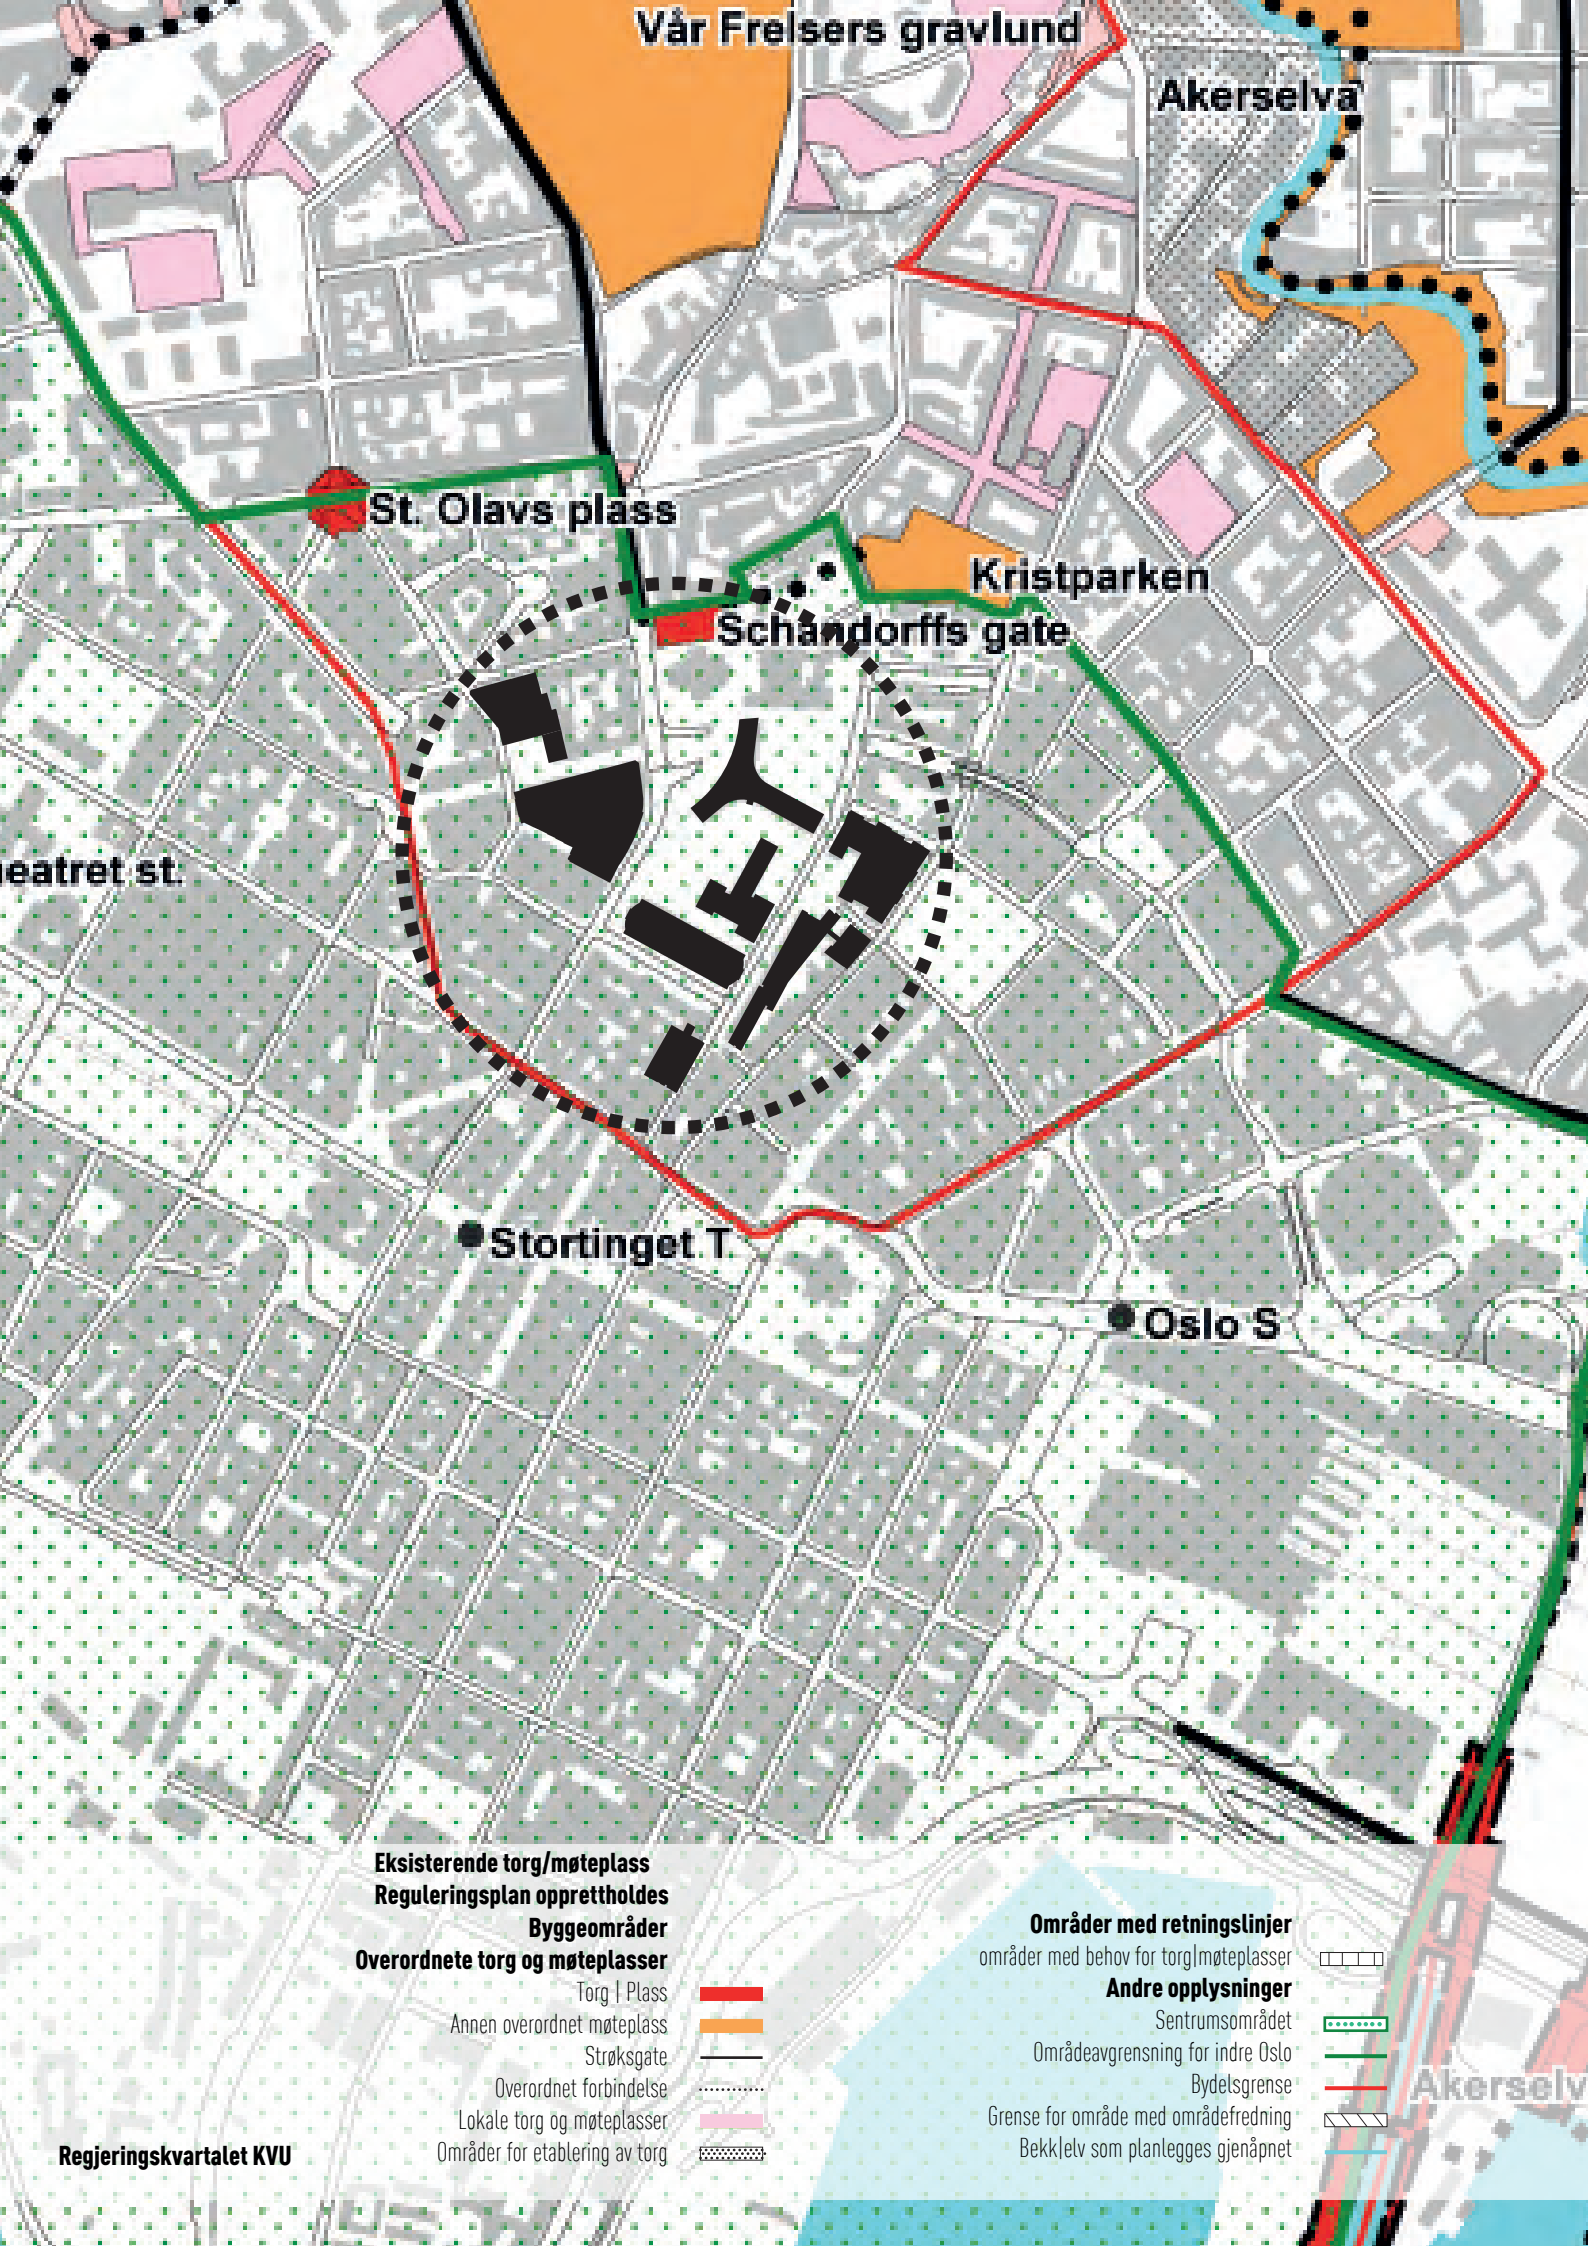 Vår Frelsers gravlund
Akerselva
St. Olavs plass
Kristparken
Schandorffs gate
eatret st.
Stortinget T
Oslo S
Eksisterende torg/møteplass
Reguleringsplan opprettholdes
Byggeområder
Overordnete torg og møteplasser
Torg | Plass
Annen overordnet møteplass
Strøksgate
Overordnet forbindelse
Lokale torg og møteplasser
Områder for etablering av torg
Regjeringskvartalet KVU
Områder med retningslinjer
områder med behov for torg|møteplasser
Andre opplysninger
Sentrumsområdet
Områdeavgrensning for indre Oslo
Bydelsgrense
Grense for område med områdefredning
Bekk|elv som planlegges gjenåpnet
Akerselv